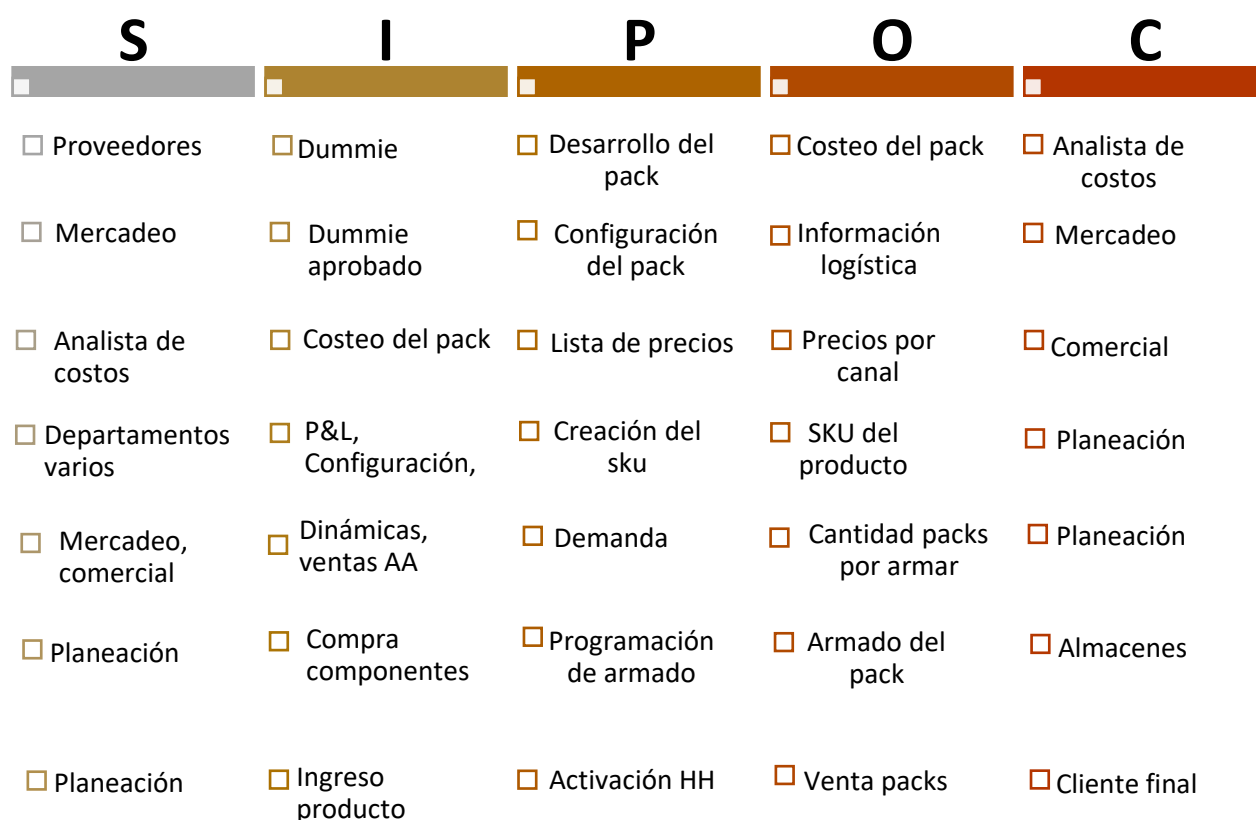 S I P O C
Proveedores
Dummie
Desarrollo del
pack
Costeo del pack
Analista de
costos
Mercadeo
Dummie
aprobado
Configuración
del pack
Información
logística
Mercadeo
Analista de
costos
Costeo del pack
Lista de precios
Precios por
canal
Comercial
Departamentos
varios
P&L,
Configuración,
Creación del
sku
SKU del
producto
Planeación
Mercadeo,
comercial
Dinámicas,
ventas AA
Demanda
Cantidad packs
por armar
Planeación
Planeación
Compra
componentes
Programación
de armado
Armado del
pack
Almacenes
Planeación
Ingreso
producto
Activación HH
Venta packs
Cliente final